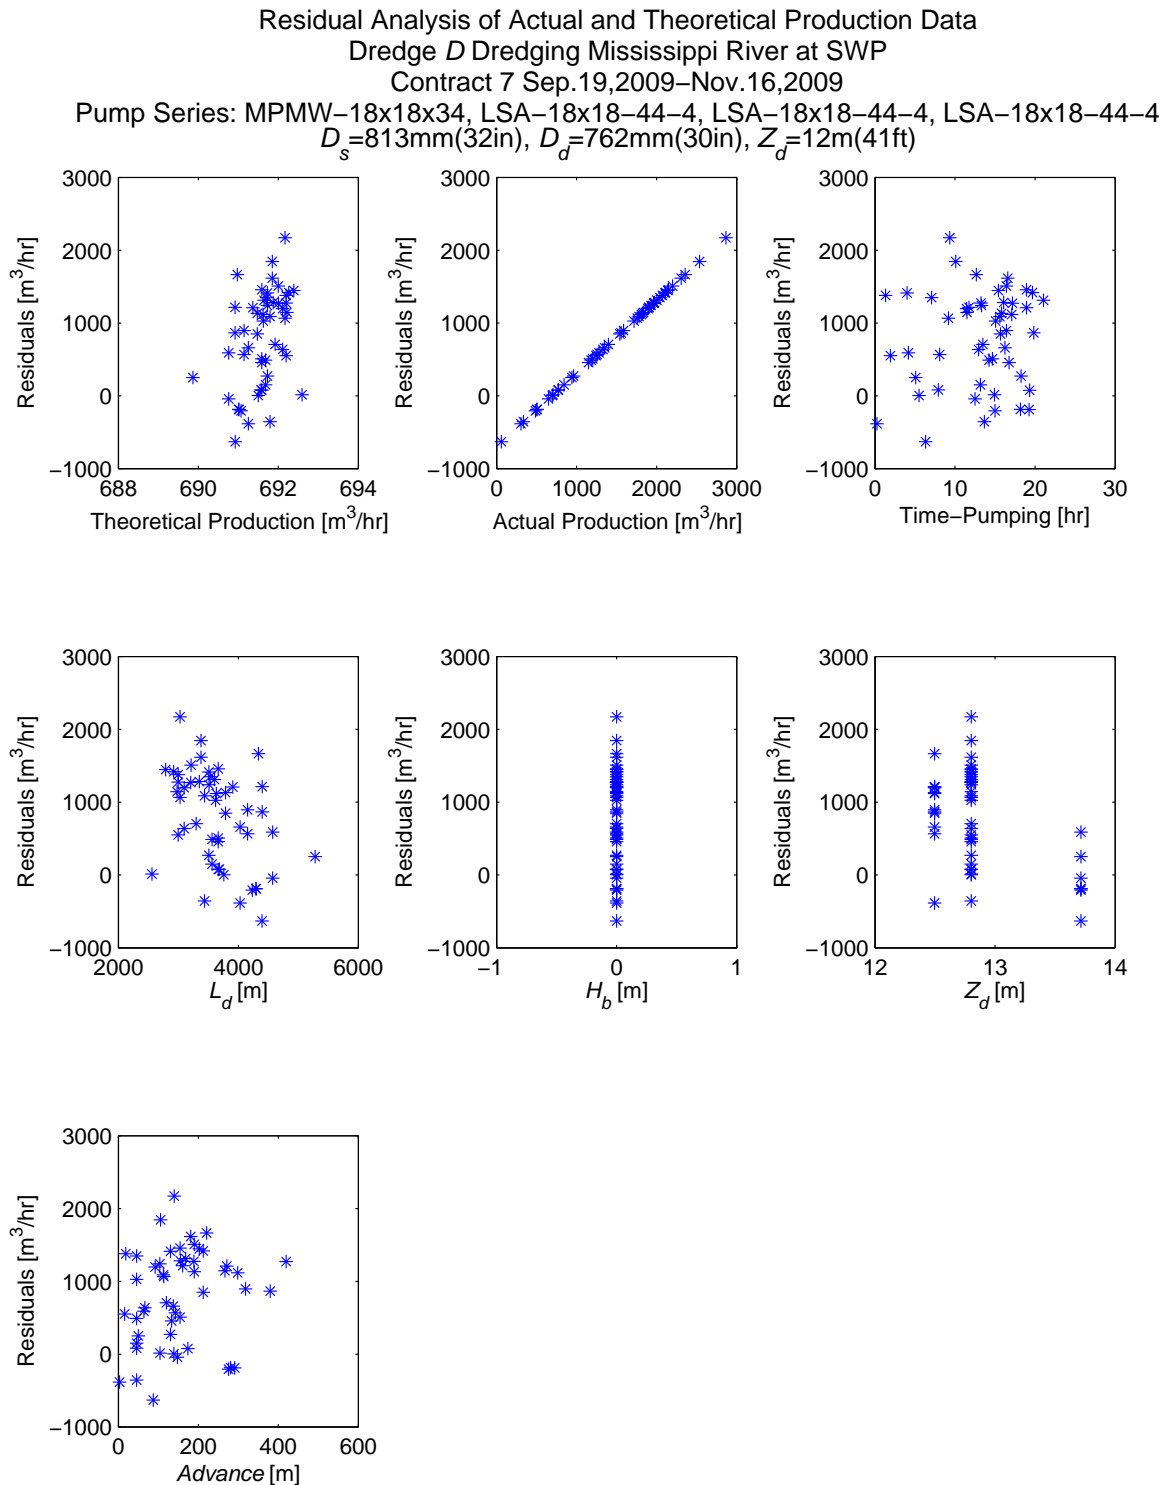 Residual Analysis of Actual and Theoretical Production Data
Dredge D Dredging Mississippi River at SWP
Contract 7 Sep.19,2009−Nov.16,2009
Pump Series: MPMW−18x18x34, LSA−18x18−44−4, LSA−18x18−44−4, LSA−18x18−44−4
D_s=813mm(32in), D_d=762mm(30in), Z_d=12m(41ft)
3000
2000
1000
0
−1000
688 690 692 694
Residuals [m³/hr]
Theoretical Production [m³/hr]
3000
2000
1000
0
−1000
0 1000 2000 3000
Residuals [m³/hr]
Actual Production [m³/hr]
3000
2000
1000
0
−1000
0 10 20 30
Residuals [m³/hr]
Time−Pumping [hr]
3000
2000
1000
0
−1000
2000 4000 6000
Residuals [m³/hr]
L_d [m]
3000
2000
1000
0
−1000
−1 0 1
Residuals [m³/hr]
H_b [m]
3000
2000
1000
0
−1000
12 13 14
Residuals [m³/hr]
Z_d [m]
3000
2000
1000
0
−1000
0 200 400 600
Residuals [m³/hr]
Advance [m]